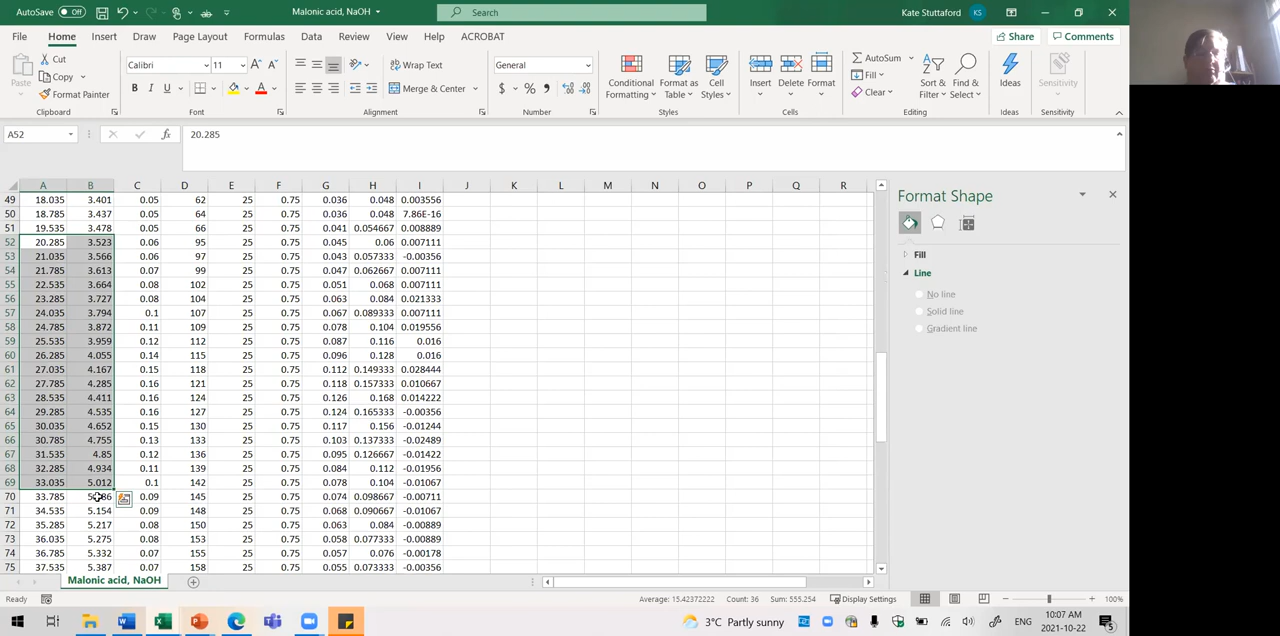 AutoSave Off Malonic acid, NaOH Search Kate Stuttaford KS
File Home Insert Draw Page Layout Formulas Data Review View Help ACROBAT Share Comments
Paste Cut Copy Format Painter Calibri 11 Wrap Text Merge & Center General Conditional Formatting Format as Table Cell Styles Insert Delete Format AutoSum Fill Clear Sort & Filter Find & Select Ideas Sensitivity
Clipboard Font Alignment Number Styles Cells Editing Ideas Sensitivity
A52 fx 20.285
A B C D E F G H I J K L M N O P Q R
49 18.035 3.401 0.05 62 25 0.75 0.036 0.048 0.003556
50 18.785 3.437 0.05 64 25 0.75 0.036 0.048 7.86E-16
51 19.535 3.478 0.05 66 25 0.75 0.041 0.054667 0.008889
52 20.285 3.523 0.06 95 25 0.75 0.045 0.06 0.007111
53 21.035 3.566 0.06 97 25 0.75 0.043 0.057333 -0.00356
54 21.785 3.613 0.07 99 25 0.75 0.047 0.062667 0.007111
55 22.535 3.664 0.08 102 25 0.75 0.051 0.068 0.007111
56 23.285 3.727 0.08 104 25 0.75 0.063 0.084 0.021333
57 24.035 3.794 0.1 107 25 0.75 0.067 0.089333 0.007111
58 24.785 3.872 0.11 109 25 0.75 0.078 0.104 0.019556
59 25.535 3.959 0.12 112 25 0.75 0.087 0.116 0.016
60 26.285 4.055 0.14 115 25 0.75 0.096 0.128 0.016
61 27.035 4.167 0.15 118 25 0.75 0.112 0.149333 0.028444
62 27.785 4.285 0.16 121 25 0.75 0.118 0.157333 0.010667
63 28.535 4.411 0.16 124 25 0.75 0.126 0.168 0.014222
64 29.285 4.535 0.16 127 25 0.75 0.124 0.165333 -0.00356
65 30.035 4.652 0.15 130 25 0.75 0.117 0.156 -0.01244
66 30.785 4.755 0.13 133 25 0.75 0.103 0.137333 -0.02489
67 31.535 4.85 0.12 136 25 0.75 0.095 0.126667 -0.01422
68 32.285 4.934 0.11 139 25 0.75 0.084 0.112 -0.01956
69 33.035 5.012 0.1 142 25 0.75 0.078 0.104 -0.01067
70 33.785 0.09 145 25 0.75 0.074 0.098667 -0.00711
71 34.535 5.154 0.09 148 25 0.75 0.068 0.090667 -0.01067
72 35.285 5.217 0.08 150 25 0.75 0.063 0.084 -0.00889
73 36.035 5.275 0.08 153 25 0.75 0.058 0.077333 -0.00889
74 36.785 5.332 0.07 155 25 0.75 0.057 0.076 -0.00178
75 37.535 5.387 0.07 158 25 0.75 0.055 0.073333 -0.00356
Format Shape
Fill
Line
No line
Solid line
Gradient line
Malonic acid, NaOH
Ready Average: 15.42372222 Count: 36 Sum: 555.254 Display Settings 100%
3°C Partly sunny ENG 10:07 AM
2021-10-22 5